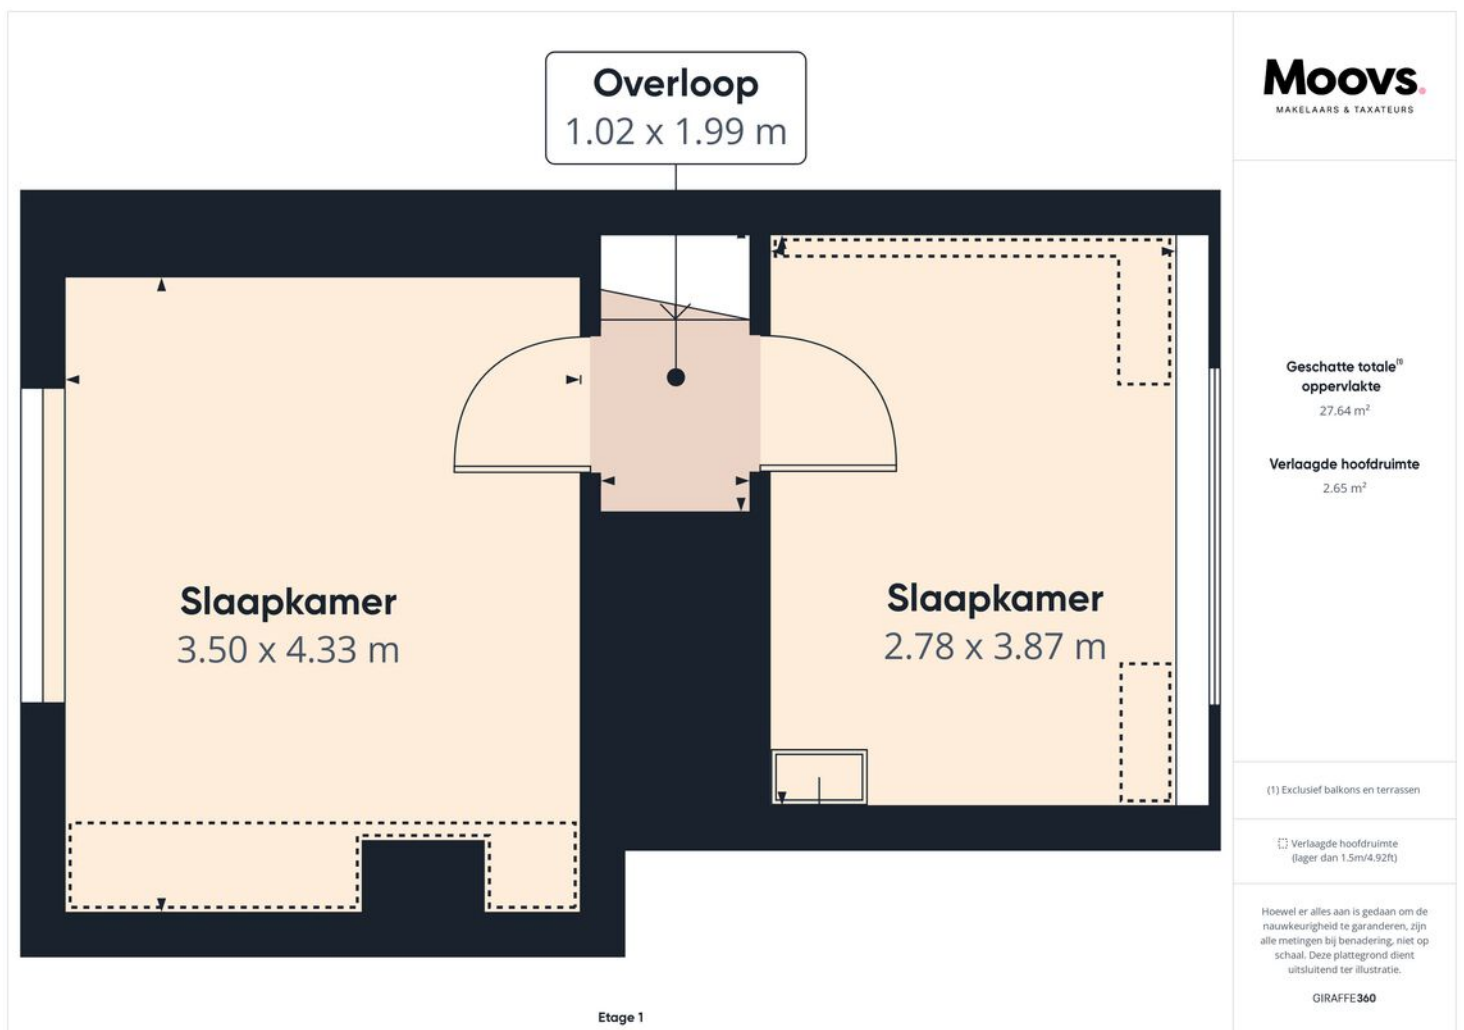 Overloop
1.02 x 1.99 m
Moovs.
MAKELAARS & TAXATEURS
Slaapkamer
3.50 x 4.33 m
Slaapkamer
2.78 x 3.87 m
Geschatte totale⁽¹⁾
oppervlakte
27.64 m²
Verlaagde hoofdruimte
2.65 m²
(1) Exclusief balkons en terrassen
Verlaagde hoofdruimte
(lager dan 1.5m/4.92ft)
Hoewel er alles aan is gedaan om de
nauwkeurigheid te garanderen, zijn
alle metingen bij benadering, niet op
schaal. Deze plattegrond dient
uitsluitend ter illustratie.
GIRAFFE360
Etage 1